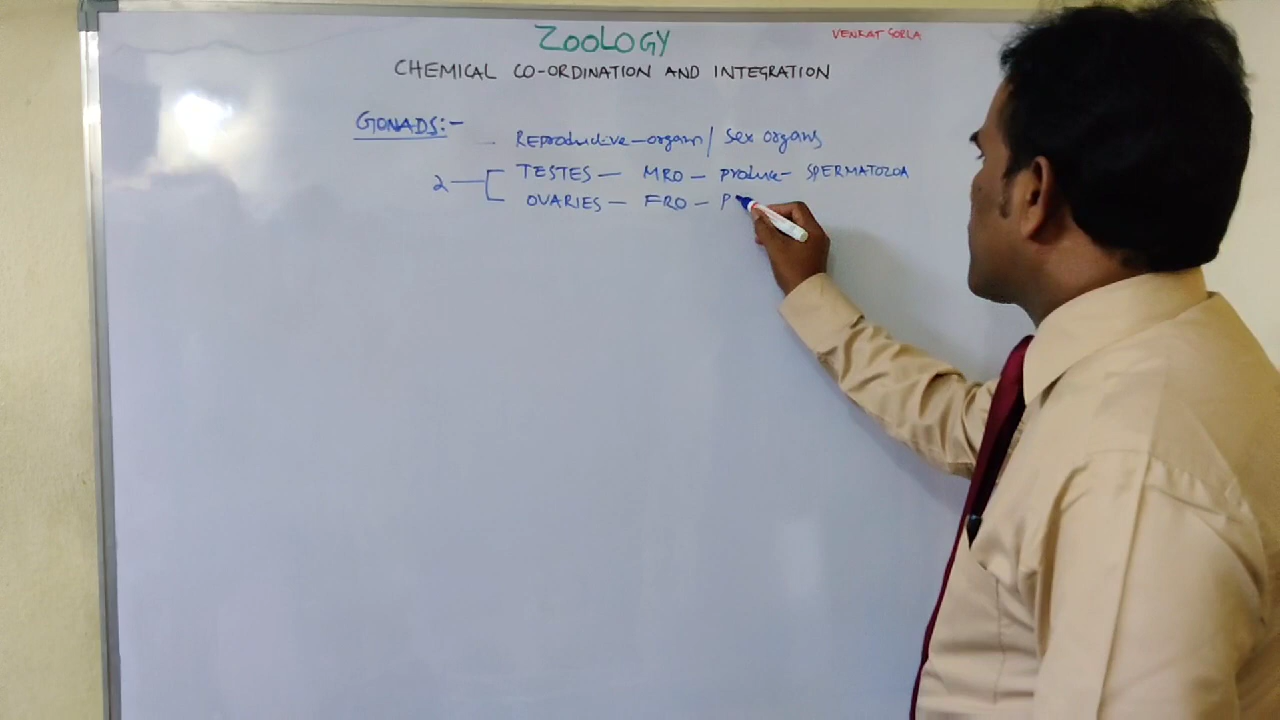 ZOOLOGY
VENKAT GORLA
CHEMICAL CO-ORDINATION AND INTEGRATION
GONADS:-
Reproductive-organs/ Sex organs
2 TESTES - MRO - produce- SPERMATOZOA
OVARIES - FRO - P